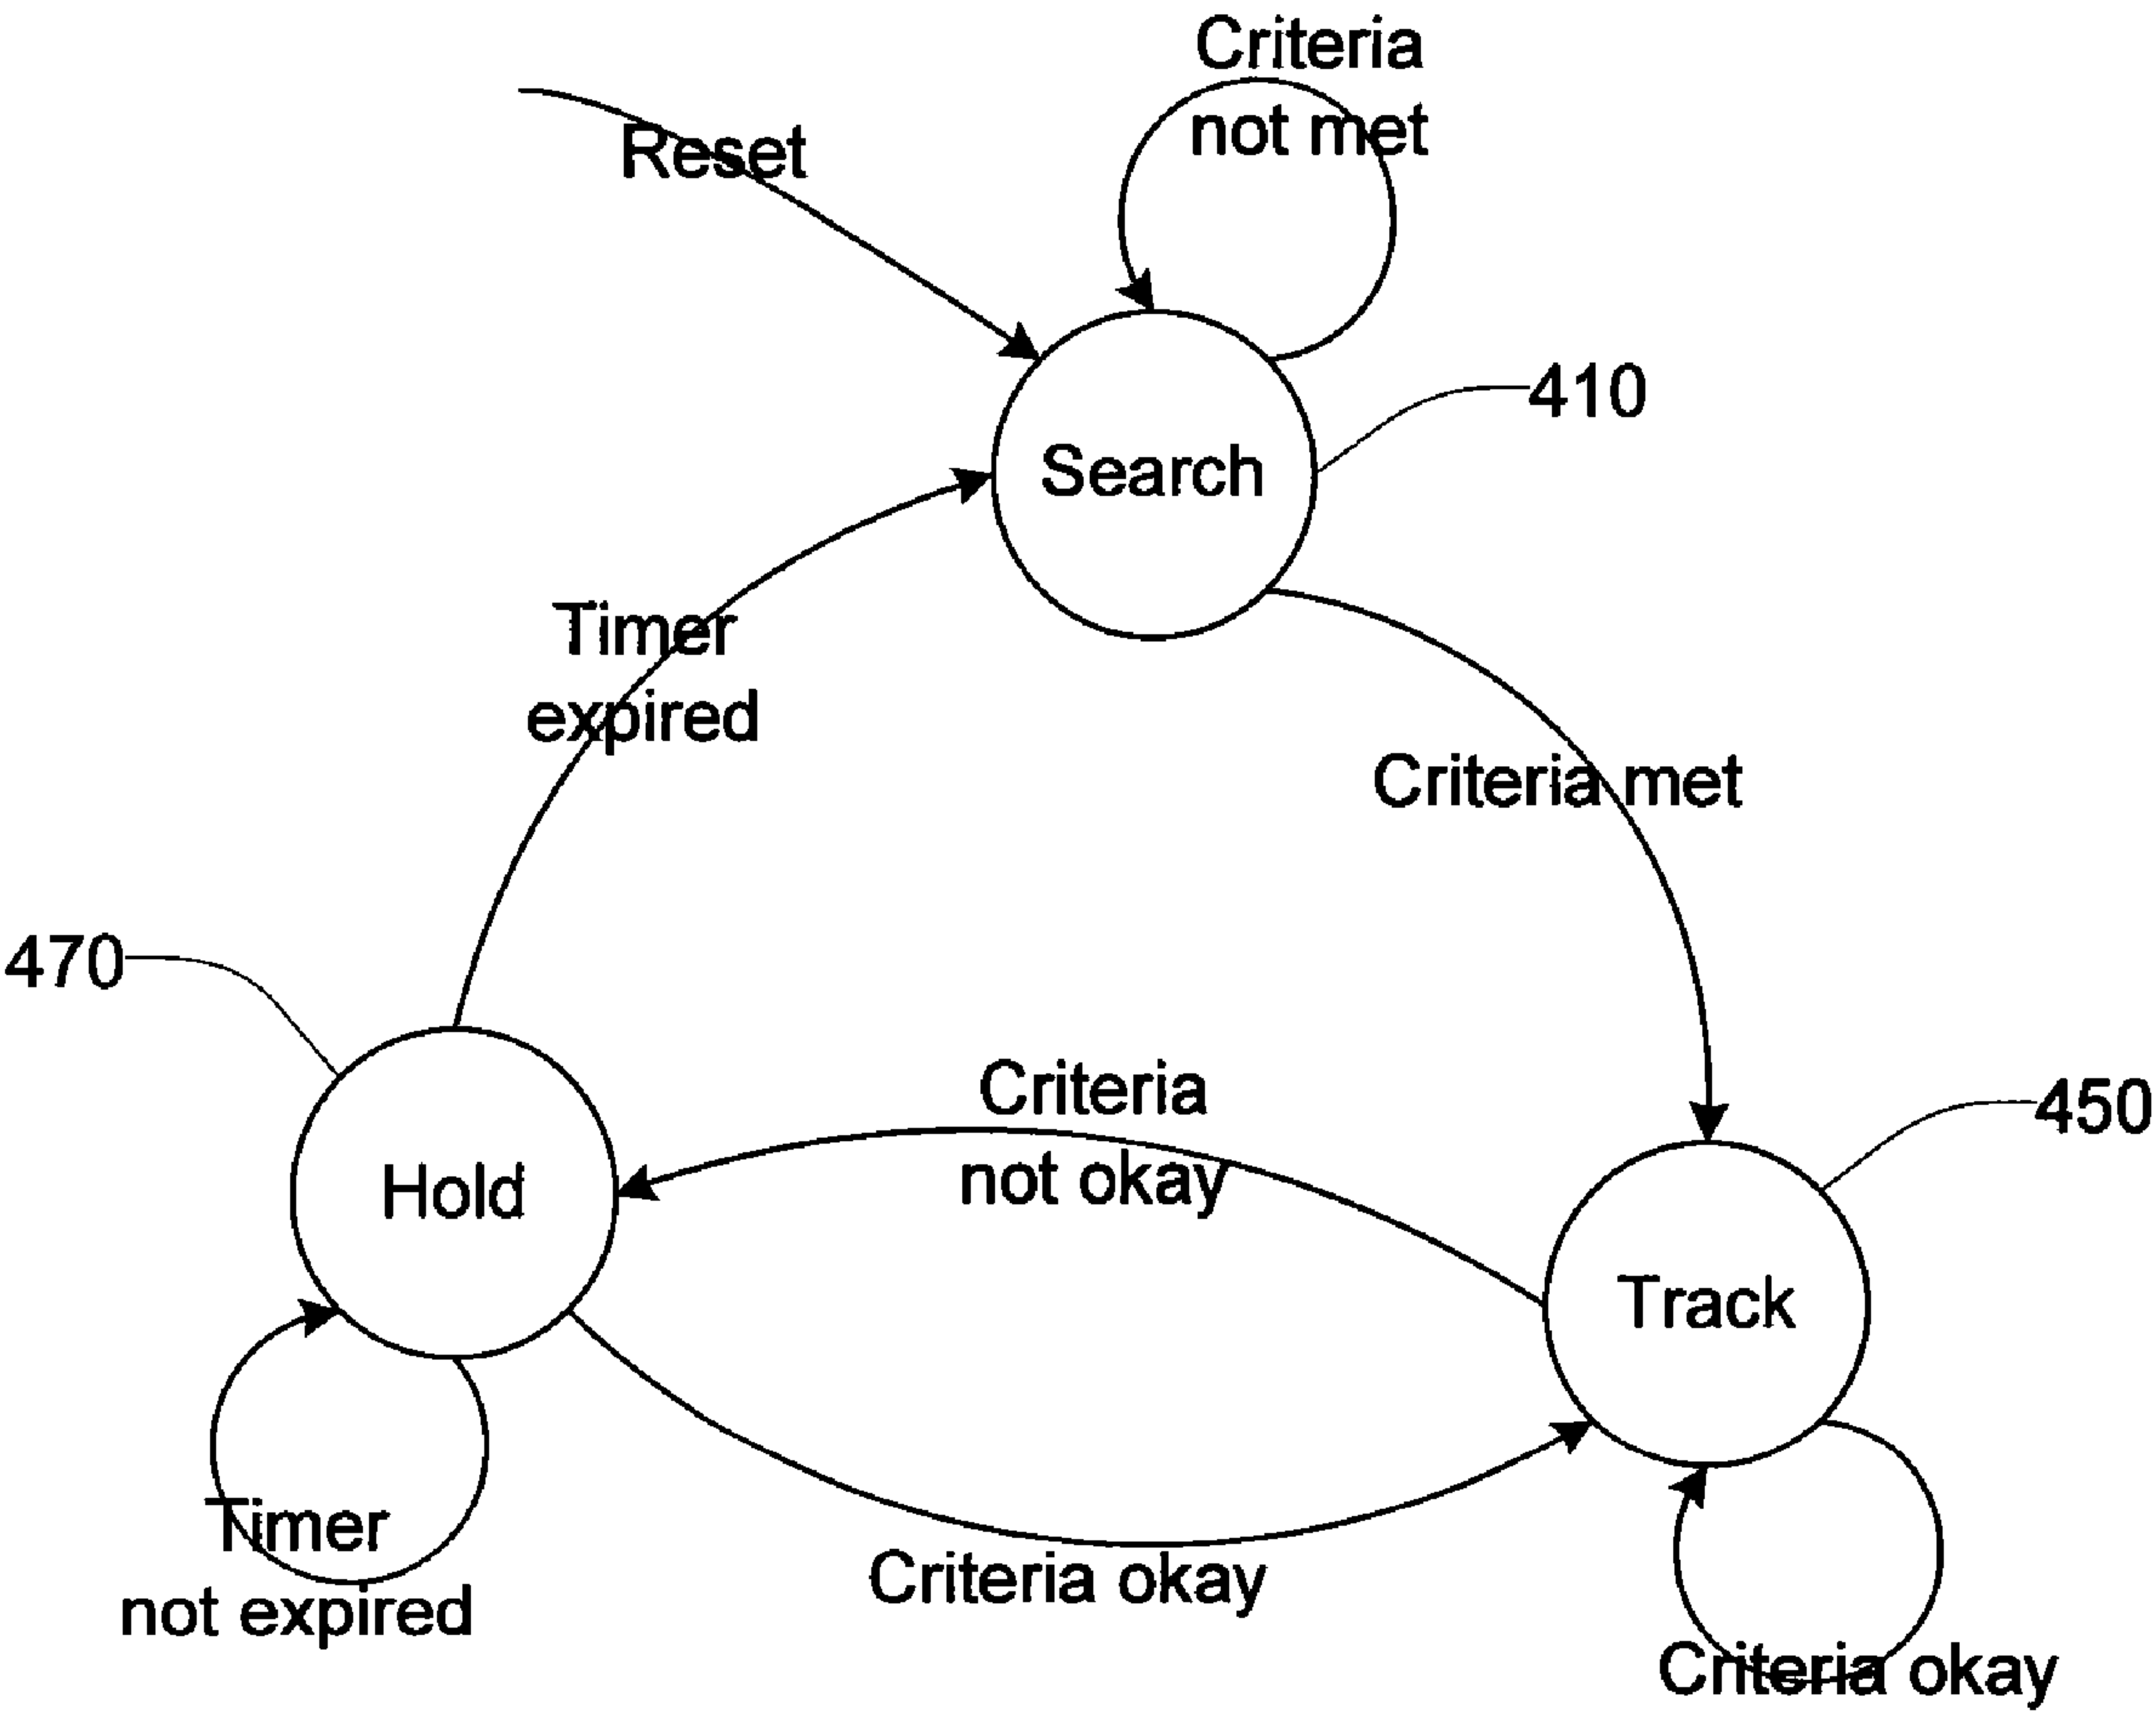 Criteria
not met
Reset
410
Search
Timer
expired
Criteria met
470
Criteria
not okay
450
Hold
Track
Timer
not expired
Criteria okay
Criteria okay